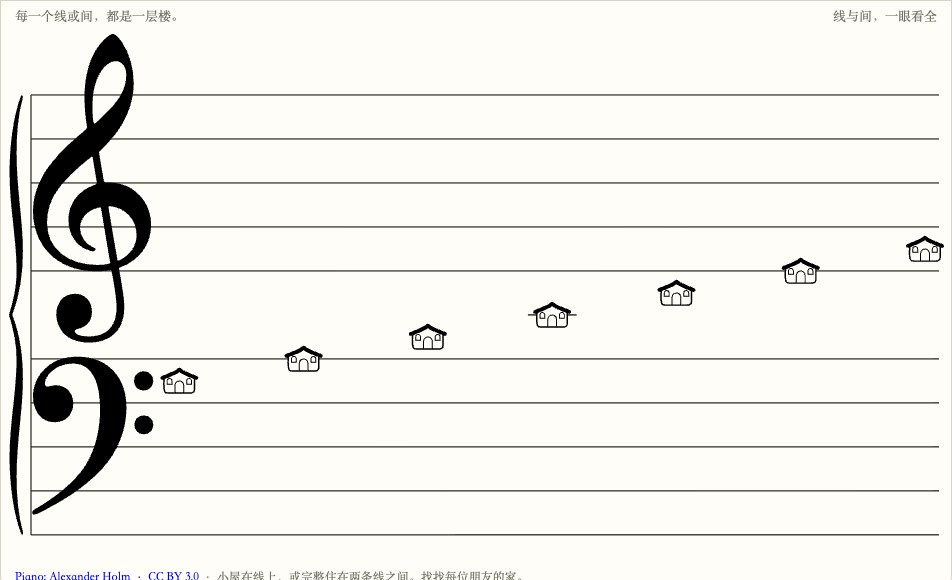 每一个线或间，都是一层楼。
线与间，一眼看全
Piano: Alexander Holm · CC BY 3.0 · 小屋在线上，或完整住在两条线之间。找找每位朋友的家。